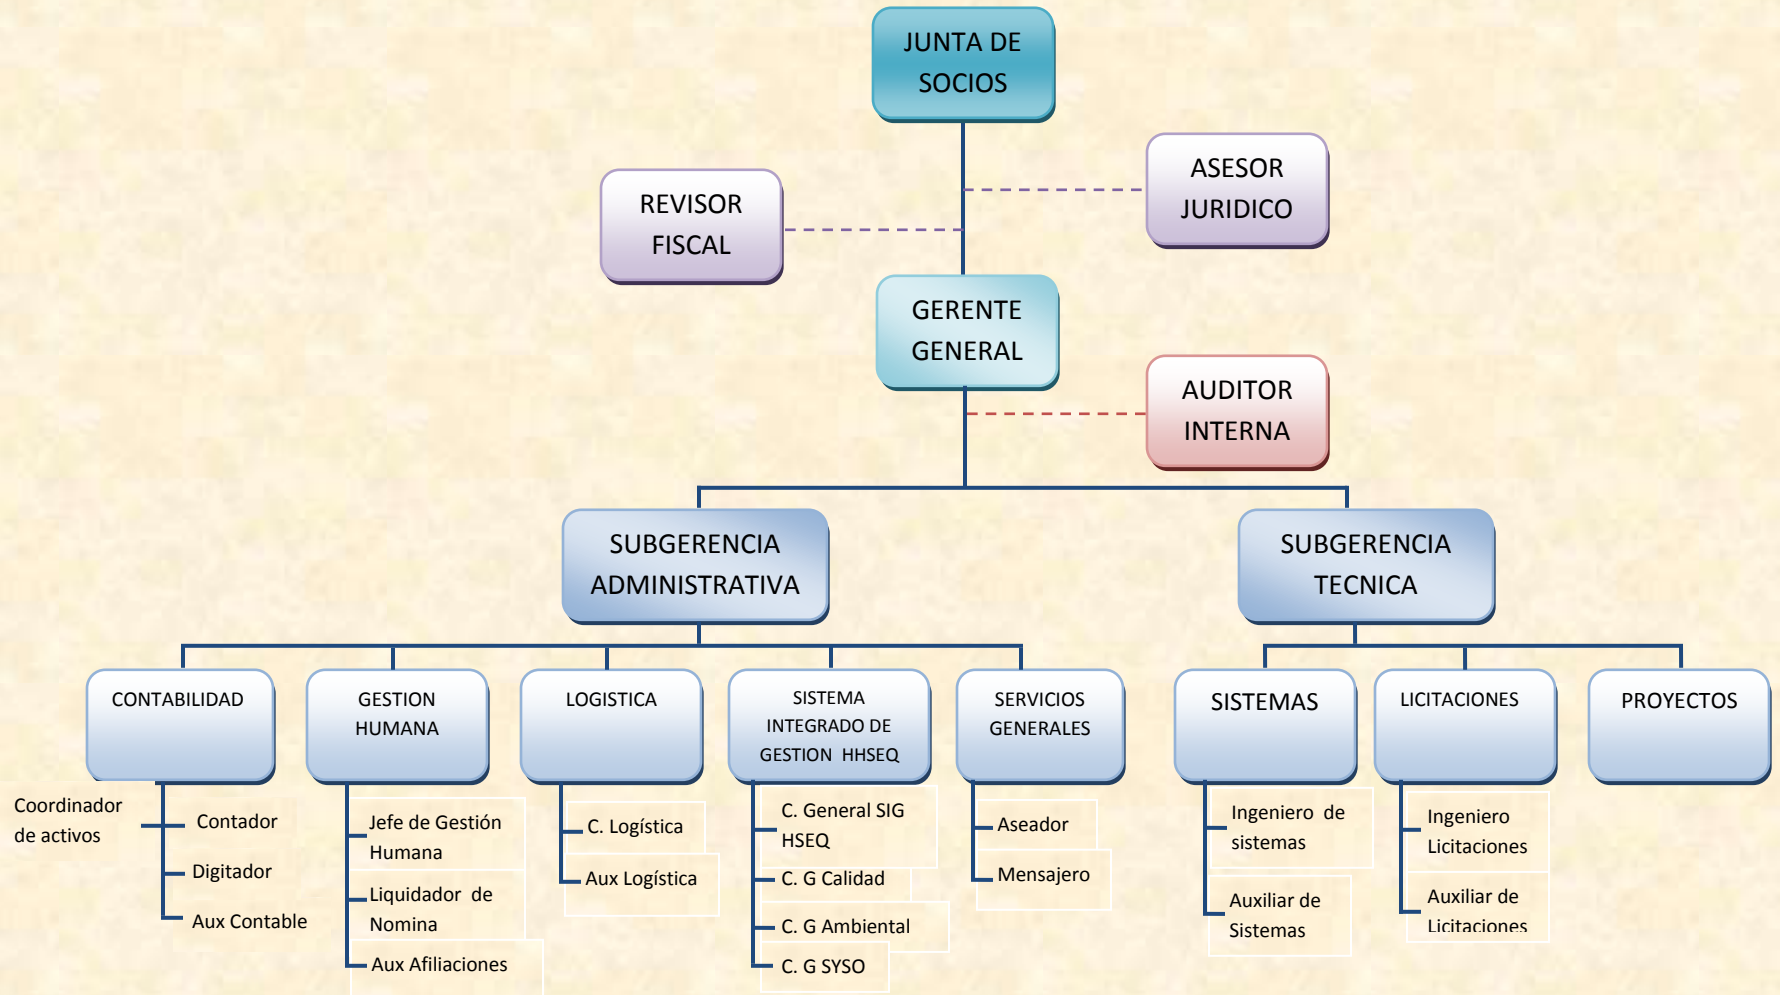 JUNTA DE
SOCIOS
ASESOR
JURIDICO
REVISOR
FISCAL
GERENTE
GENERAL
AUDITOR
INTERNA
SUBGERENCIA
ADMINISTRATIVA
SUBGERENCIA
TECNICA
CONTABILIDAD
GESTION
HUMANA
LOGISTICA
SISTEMA
INTEGRADO DE
GESTION HHSEQ
SERVICIOS
GENERALES
SISTEMAS
LICITACIONES
PROYECTOS
Coordinador
de activos
Contador
Digitador
Aux Contable
Jefe de Gestión
Humana
Liquidador de
Nomina
Aux Afiliaciones
C. Logística
Aux Logística
C. General SIG
HSEQ
C. G Calidad
C. G Ambiental
C. G SYSO
Aseador
Mensajero
Ingeniero de
sistemas
Auxiliar de
Sistemas
Ingeniero
Licitaciones
Auxiliar de
Licitaciones